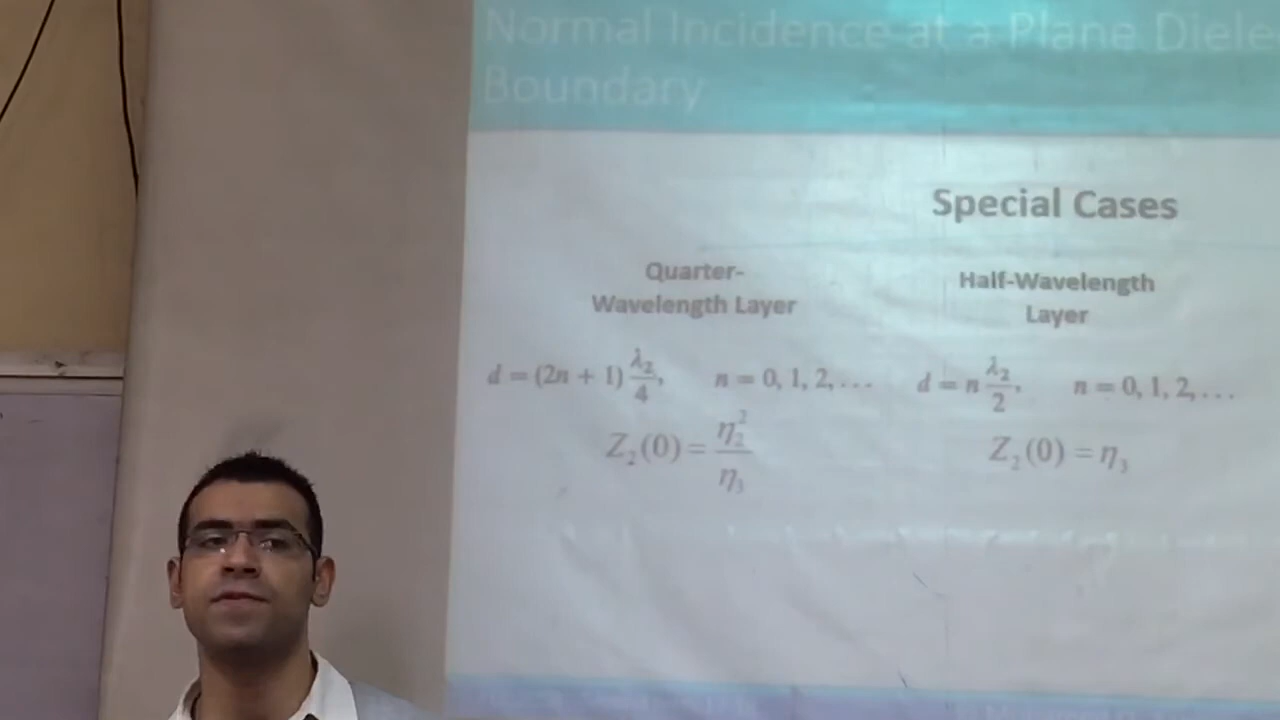 Normal Incidence at a Plane
Boundary
Special Cases
Quarter-
Wavelength Layer
d = (2n + 1) λ₂/4, n = 0, 1, 2, ...
Z₂(0) = η₂²/η₃
Half-Wavelength
Layer
d = n λ₂/2, n = 0, 1, 2, ...
Z₂(0) = η₃